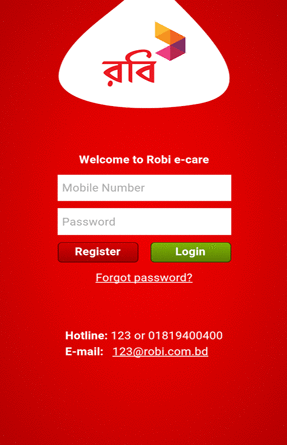 রবি
Welcome to Robi e-care
Mobile Number
Password
Register Login
Forgot password?
Hotline: 123 or 01819400400
E-mail: 123@robi.com.bd